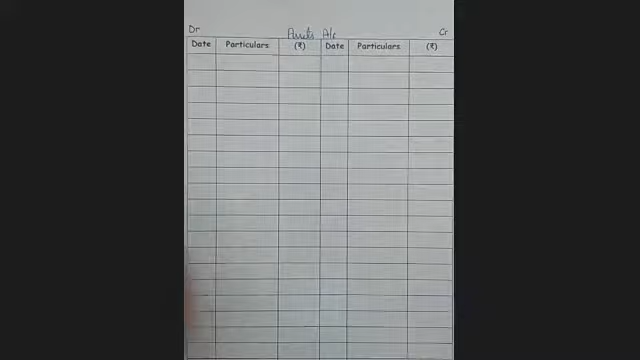 Dr Assets A/c Cr
Date Particulars (₹) Date Particulars (₹)